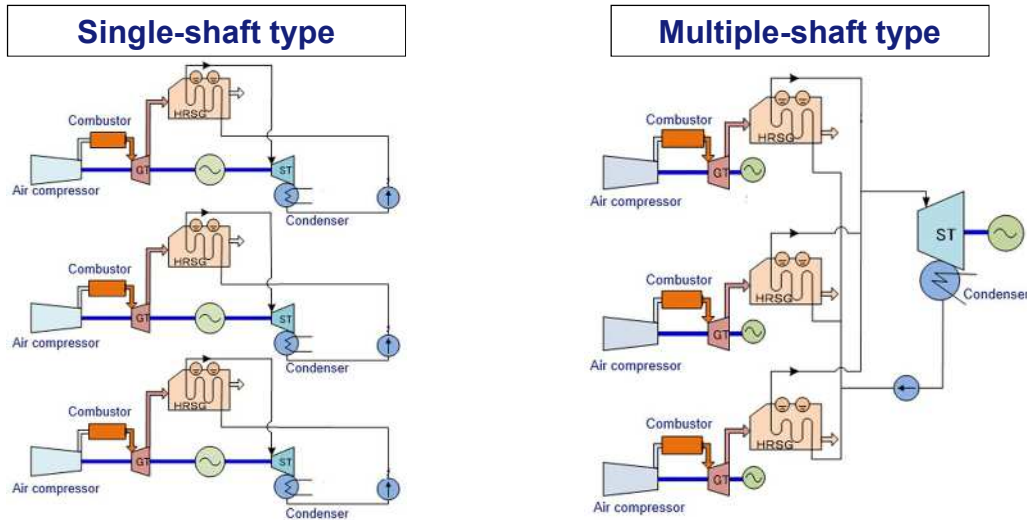 Single-shaft type
HRSG
Combustor
GT
ST
Air compressor
Condenser
HRSG
Combustor
GT
ST
Air compressor
Condenser
HRSG
Combustor
GT
ST
Air compressor
Condenser
Multiple-shaft type
HRSG
Combustor
GT
Air compressor
HRSG
Combustor
GT
Air compressor
HRSG
Combustor
GT
Air compressor
ST
Condenser